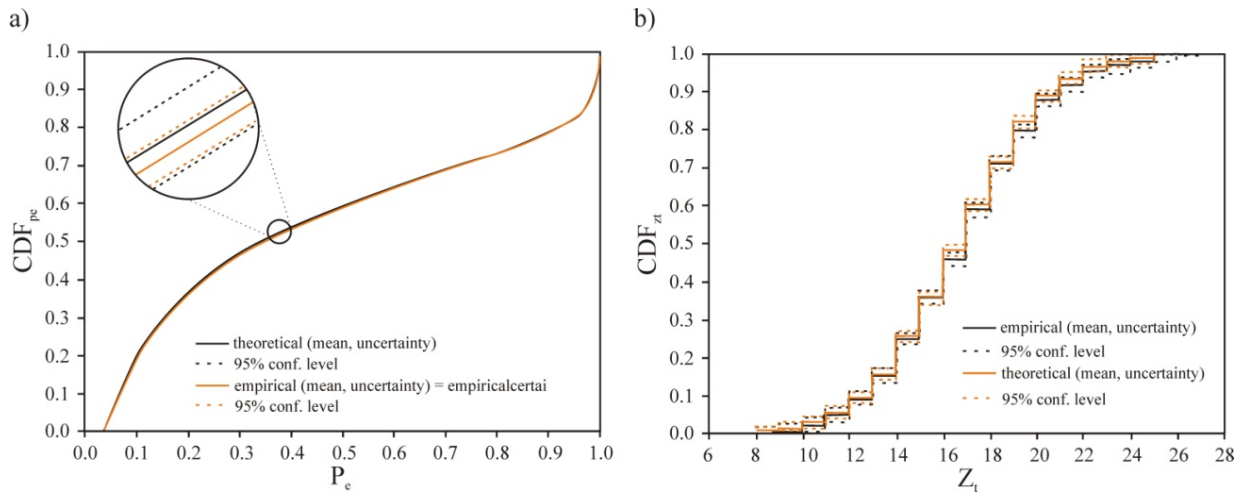 a)
CDFpe
1.0
0.9
0.8
0.7
0.6
0.5
0.4
0.3
0.2
0.1
0.0
theoretical (mean, uncertainty)
95% conf. level
empirical (mean, uncertainty) = empiricalcertai
95% conf. level
0.0 0.1 0.2 0.3 0.4 0.5 0.6 0.7 0.8 0.9 1.0
Pe
b)
CDFzt
1.0
0.9
0.8
0.7
0.6
0.5
0.4
0.3
0.2
0.1
0.0
empirical (mean, uncertainty)
95% conf. level
theoretical (mean, uncertainty)
95% conf. level
6 8 10 12 14 16 18 20 22 24 26 28
Zt